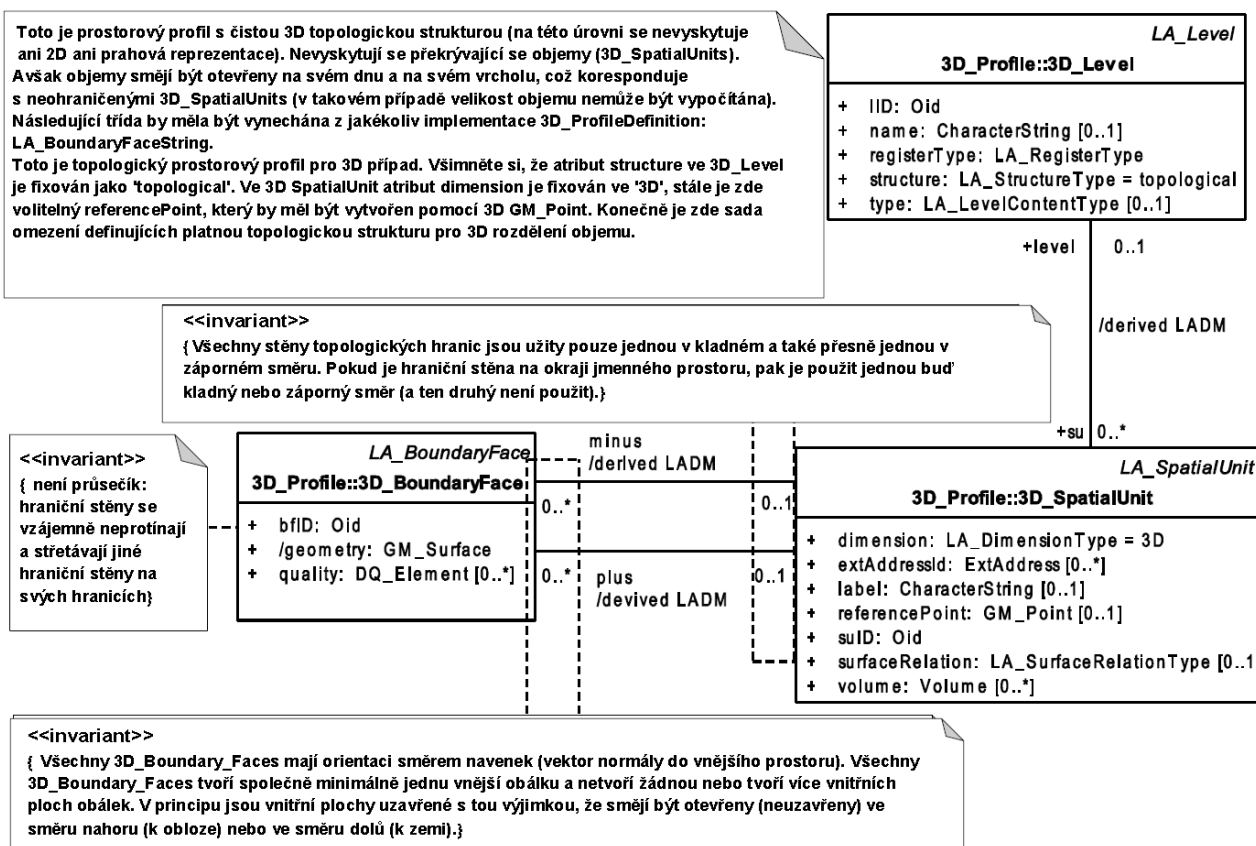 Toto je prostorový profil s čistou 3D topologickou strukturou (na této úrovni se nevyskytuje
ani 2D ani prahová reprezentace). Nevyskytují se překrývající se objemy (3D_SpatialUnits).
Avšak objemy smějí být otevřeny na svém dnu a na svém vrcholu, což koresponduje
s neohraničenými 3D_SpatialUnits (v takovém případě velikost objemu nemůže být vypočítána).
Následující třída by měla být vynechána z jakékoliv implementace 3D_ProfileDefinition:
LA_BoundaryFaceString.
Toto je topologický prostorový profil pro 3D případ. Všimněte si, že atribut structure ve 3D_Level
je fixován jako 'topological'. Ve 3D SpatialUnit atribut dimension je fixován ve '3D', stále je zde
volitelný referencePoint, který by měl být vytvořen pomocí 3D GM_Point. Konečně je zde sada
omezení definujících platnou topologickou strukturu pro 3D rozdělení objemu.
LA_Level
3D_Profile::3D_Level
+ lID: Oid
+ name: CharacterString [0..1]
+ registerType: LA_RegisterType
+ structure: LA_StructureType = topological
+ type: LA_LevelContentType [0..1]
+level 0..1
/derived LADM
+su 0..*
<<invariant>>
{ Všechny stěny topologických hranic jsou užity pouze jednou v kladném a také přesně jednou v
záporném směru. Pokud je hraniční stěna na okraji jmenného prostoru, pak je použit jednou buď
kladný nebo záporný směr (a ten druhý není použit).}
<<invariant>>
{ není průsečík:
hraniční stěny se
vzájemně neprotínají
a střetávají jiné
hraniční stěny na
svých hranicích}
LA_BoundaryFace
3D_Profile::3D_BoundaryFace
+ bfID: Oid
+ /geometry: GM_Surface
+ quality: DQ_Element [0..*]
minus
/derived LADM
0..* 0..1
0..* 0..1
plus
/devived LADM
LA_SpatialUnit
3D_Profile::3D_SpatialUnit
+ dimension: LA_DimensionType = 3D
+ extAddressId: ExtAddress [0..*]
+ label: CharacterString [0..1]
+ referencePoint: GM_Point [0..1]
+ suID: Oid
+ surfaceRelation: LA_SurfaceRelationType [0..1
+ volume: Volume [0..*]
<<invariant>>
{ Všechny 3D_Boundary_Faces mají orientaci směrem navenek (vektor normály do vnějšího prostoru). Všechny
3D_Boundary_Faces tvoří společně minimálně jednu vnější obálku a netvoří žádnou nebo tvoří více vnitřních
ploch obálek. V principu jsou vnitřní plochy uzavřené s tou výjimkou, že smějí být otevřeny (neuzavřeny) ve
směru nahoru (k obloze) nebo ve směru dolů (k zemi).}